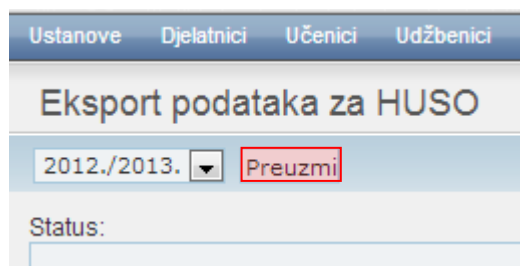 Ustanove Djelatnici Učenici Udžbenici
Eksport podataka za HUSO
2012./2013. Preuzmi
Status: